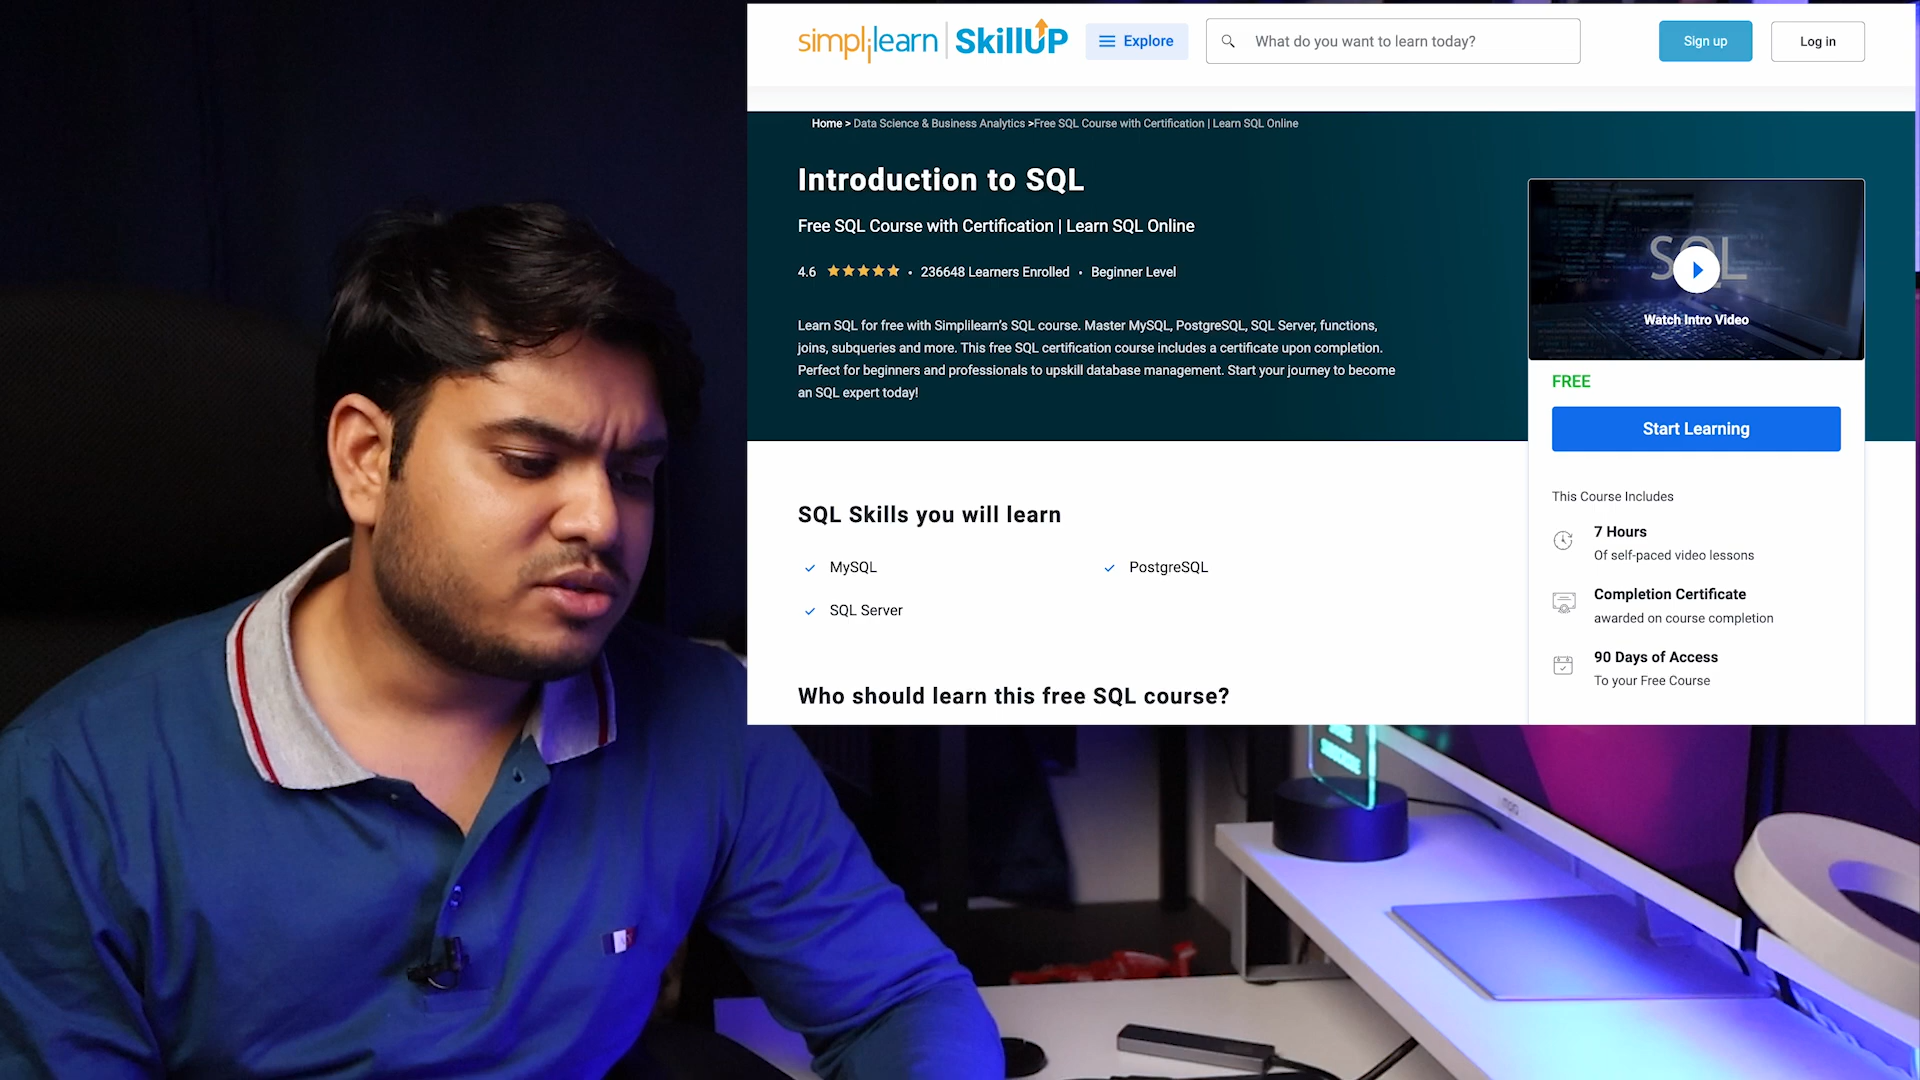 simplilearn | SkillUP
Explore
What do you want to learn today?
Sign up
Log in
Home > Data Science & Business Analytics >Free SQL Course with Certification | Learn SQL Online
Introduction to SQL
Free SQL Course with Certification | Learn SQL Online
4.6 ★★★★★ • 236648 Learners Enrolled • Beginner Level
Learn SQL for free with Simplilearn's SQL course. Master MySQL, PostgreSQL, SQL Server, functions,
joins, subqueries and more. This free SQL certification course includes a certificate upon completion.
Perfect for beginners and professionals to upskill database management. Start your journey to become
an SQL expert today!
SQL
Watch Intro Video
FREE
Start Learning
This Course Includes
7 Hours
Of self-paced video lessons
Completion Certificate
awarded on course completion
90 Days of Access
To your Free Course
SQL Skills you will learn
MySQL
PostgreSQL
SQL Server
Who should learn this free SQL course?
SUBSCRIBE